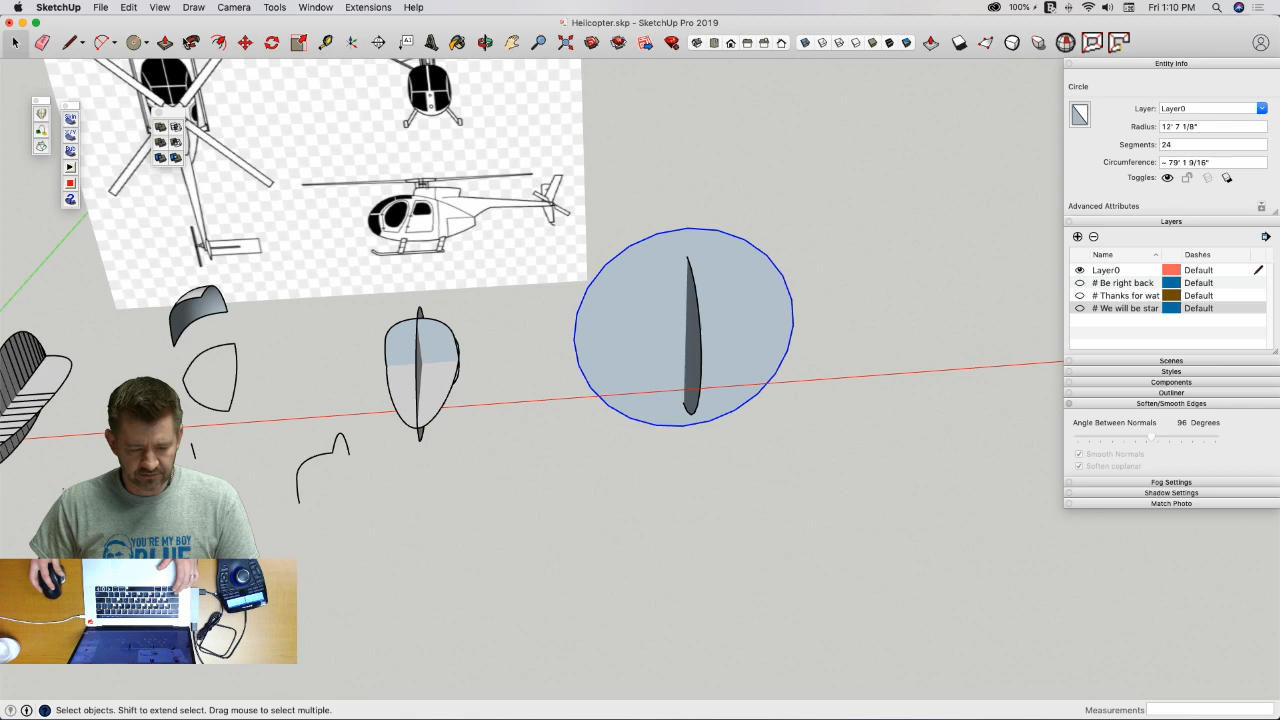 SketchUp File Edit View Draw Camera Tools Window Extensions Help
100% Fri 1:10 PM
Helicopter.skp - SketchUp Pro 2019
Entity Info
Circle
Layer: Layer0
Radius: 12' 7 1/8"
Segments: 24
Circumference: ~ 79' 1 9/16"
Toggles:
Advanced Attributes
Layers
Name Dashes
Layer0 Default
# Be right back Default
# Thanks for wat Default
# We will be star Default
Scenes
Styles
Components
Outliner
Soften/Smooth Edges
Angle Between Normals 96 Degrees
Smooth Normals
Soften coplanar
Fog Settings
Shadow Settings
Match Photo
YOU'RE MY BOY
BLUE
Select objects. Shift to extend select. Drag mouse to select multiple.
Measurements